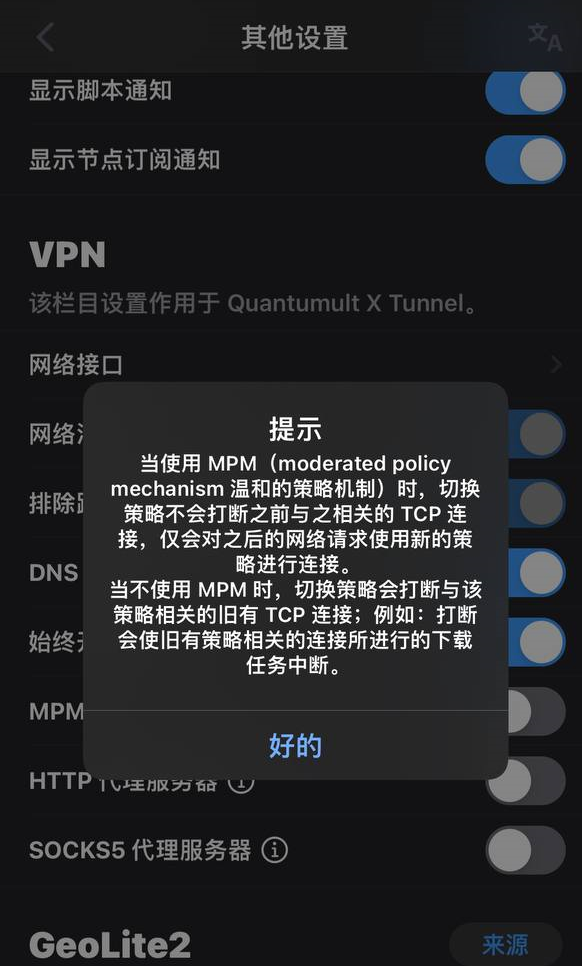 其他设置
文A
显示脚本通知
显示节点订阅通知
VPN
该栏目设置作用于 Quantumult X Tunnel。
网络接口
网络
提示
当使用 MPM（moderated policy
mechanism 温和的策略机制）时，切换
策略不会打断之前与之相关的 TCP 连
接，仅会对之后的网络请求使用新的策
略进行连接。
当不使用 MPM 时，切换策略会打断与该
策略相关的旧有 TCP 连接；例如：打断
会使旧有策略相关的连接所进行的下载
任务中断。
好的
排除
DNS
始终
MPM
HTTP 代理服务器
SOCKS5 代理服务器
GeoLite2
来源